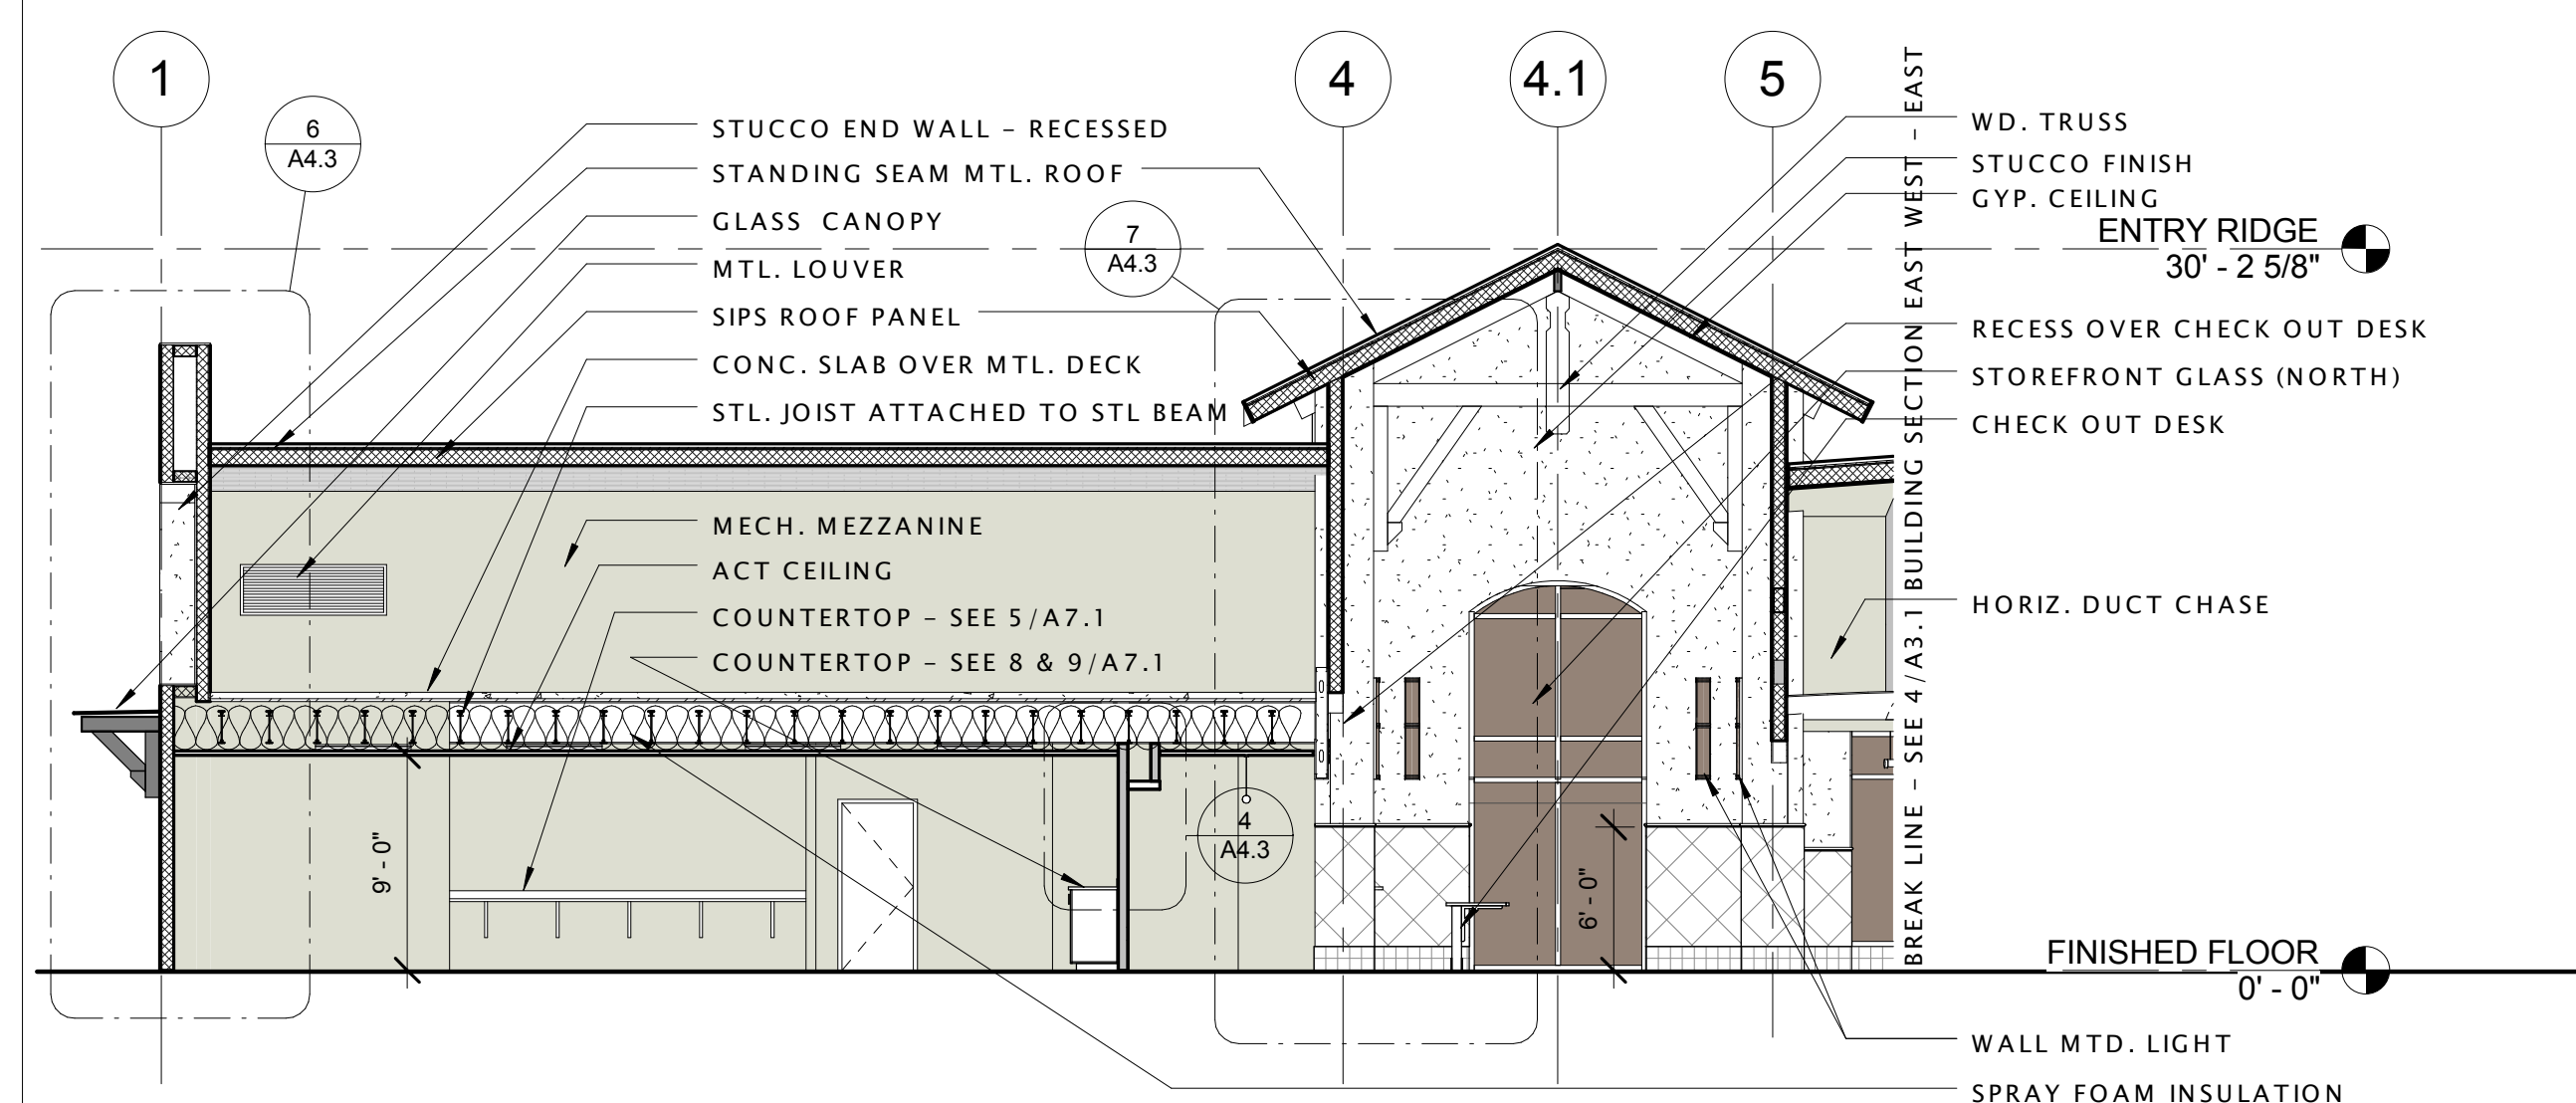 1
4
4.1
5
6
A4.3
STUCCO END WALL – RECESSED
STANDING SEAM MTL. ROOF
GLASS CANOPY
MTL. LOUVER
SIPS ROOF PANEL
CONC. SLAB OVER MTL. DECK
STL. JOIST ATTACHED TO STL BEAM
7
A4.3
WD. TRUSS
STUCCO FINISH
GYP. CEILING
ENTRY RIDGE
30' - 2 5/8"
RECESS OVER CHECK OUT DESK
STOREFRONT GLASS (NORTH)
CHECK OUT DESK
MECH. MEZZANINE
ACT CEILING
COUNTERTOP – SEE 5/A7.1
COUNTERTOP – SEE 8 & 9/A7.1
HORIZ. DUCT CHASE
BREAK LINE – SEE 4/A3.1 BUILDING SECTION EAST WEST – EAST
9' - 0"
4
A4.3
6' - 0"
FINISHED FLOOR
0' - 0"
WALL MTD. LIGHT
SPRAY FOAM INSULATION